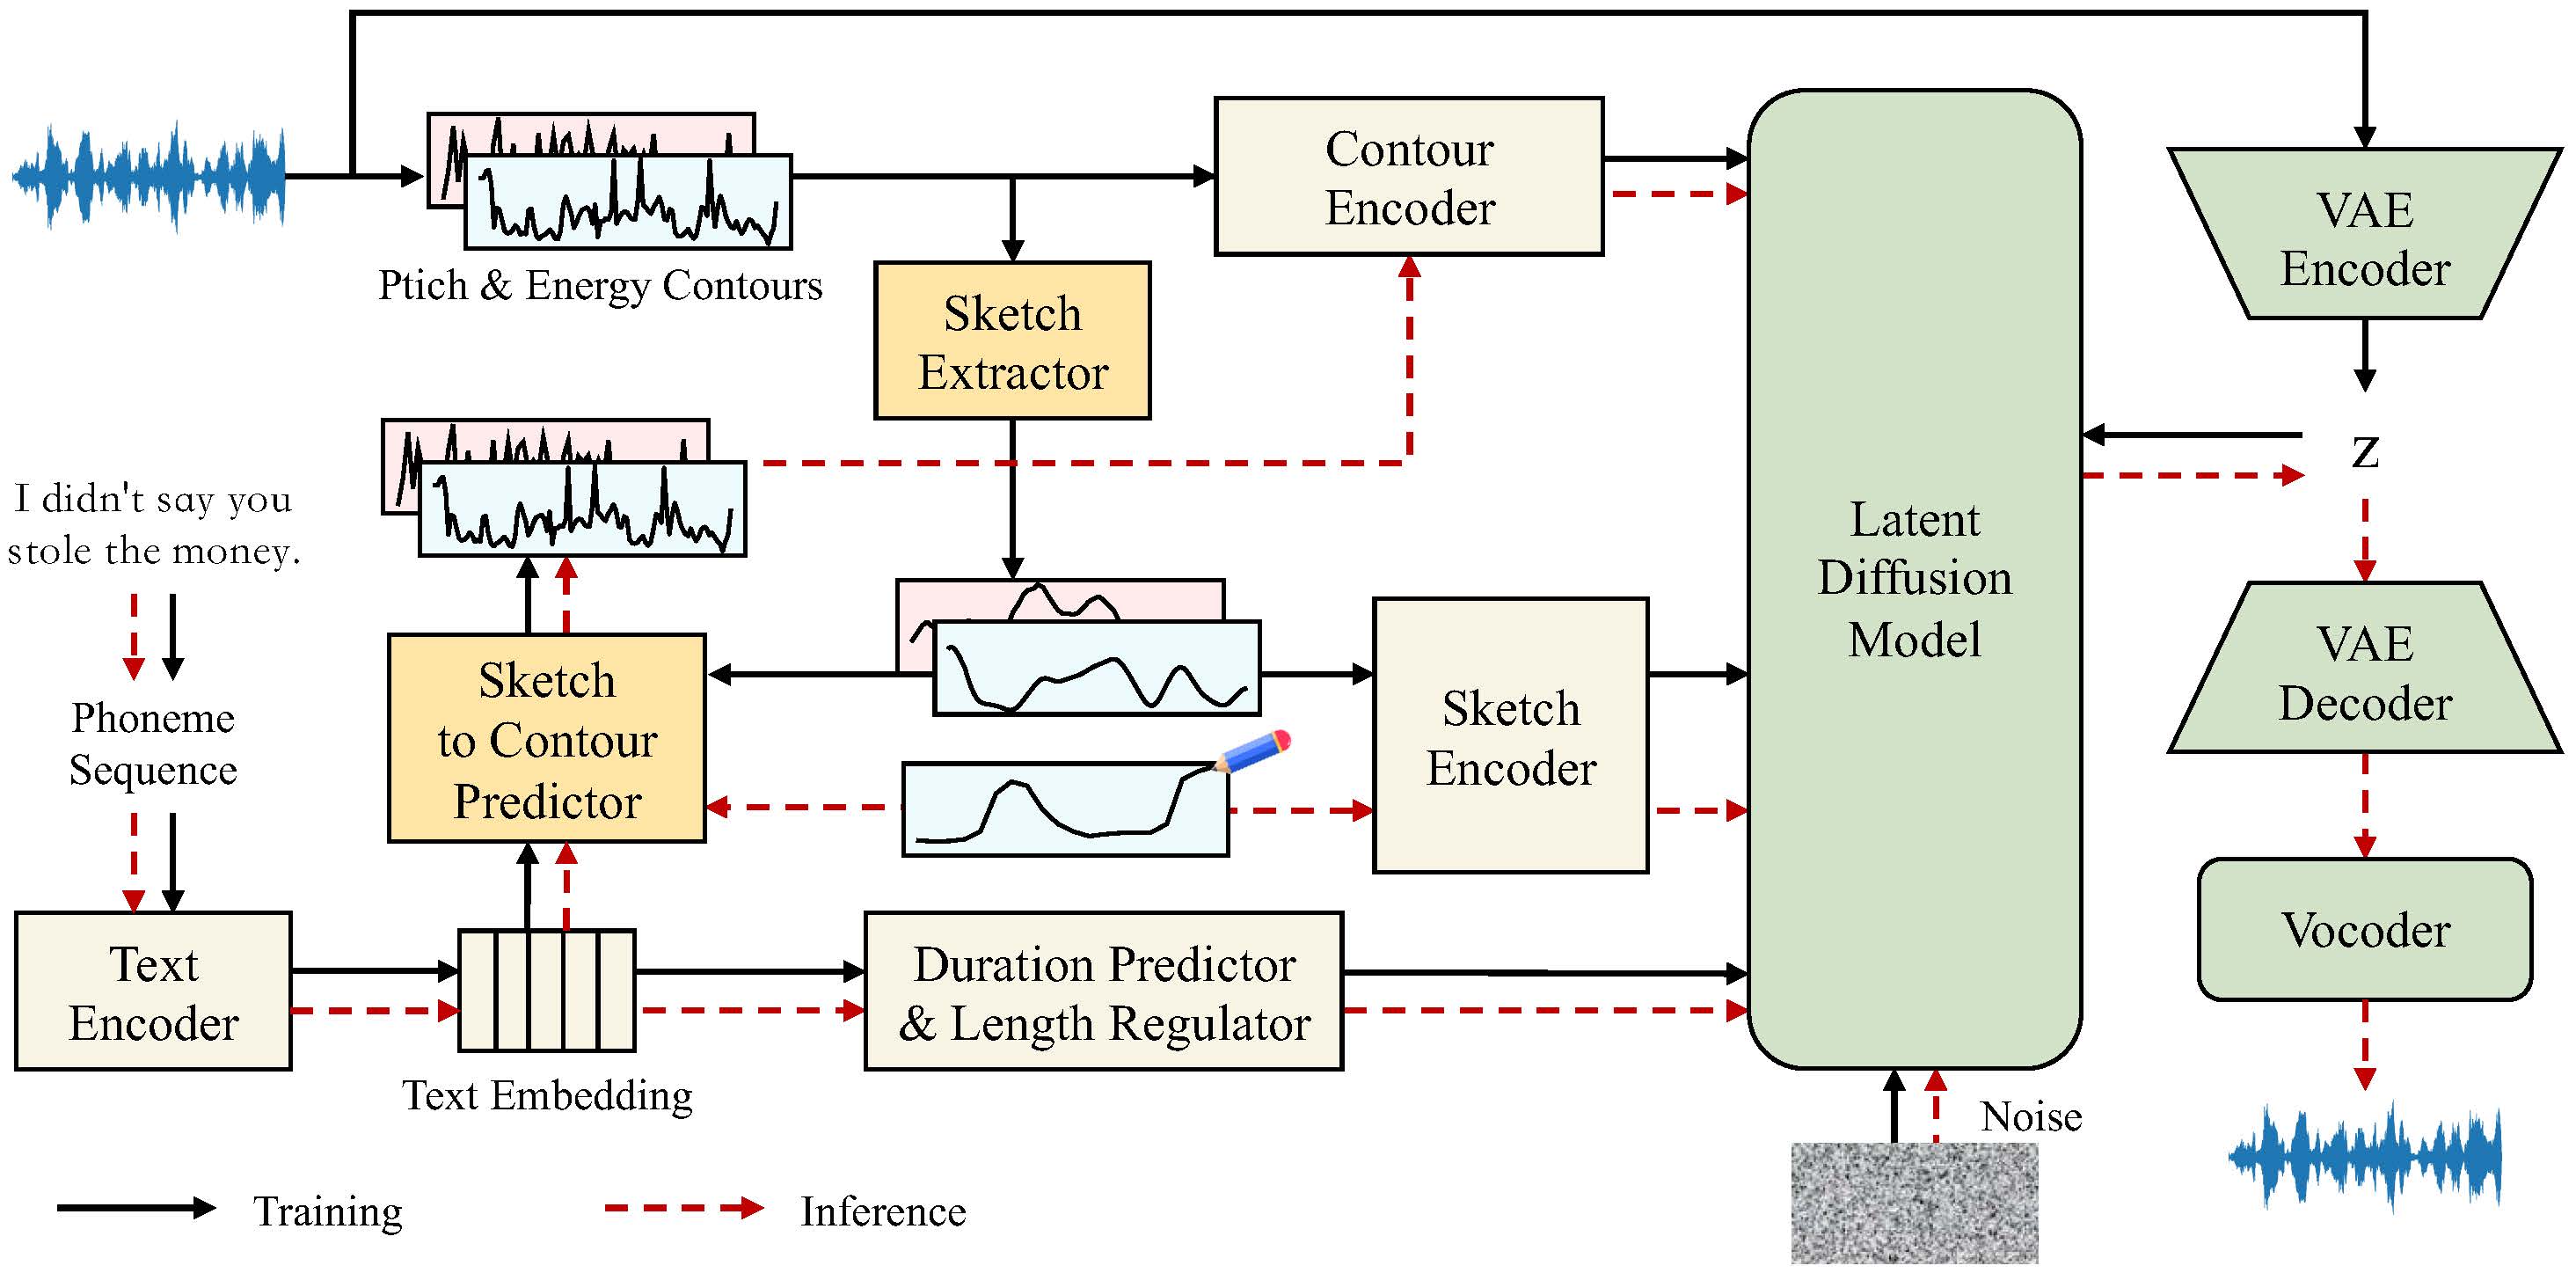 Ptich & Energy Contours
Contour
Encoder
VAE
Encoder
Sketch
Extractor
z
I didn't say you
stole the money.
Phoneme
Sequence
Sketch
to Contour
Predictor
Sketch
Encoder
Latent
Diffusion
Model
VAE
Decoder
Text
Encoder
Text Embedding
Duration Predictor
& Length Regulator
Vocoder
Noise
Training
Inference